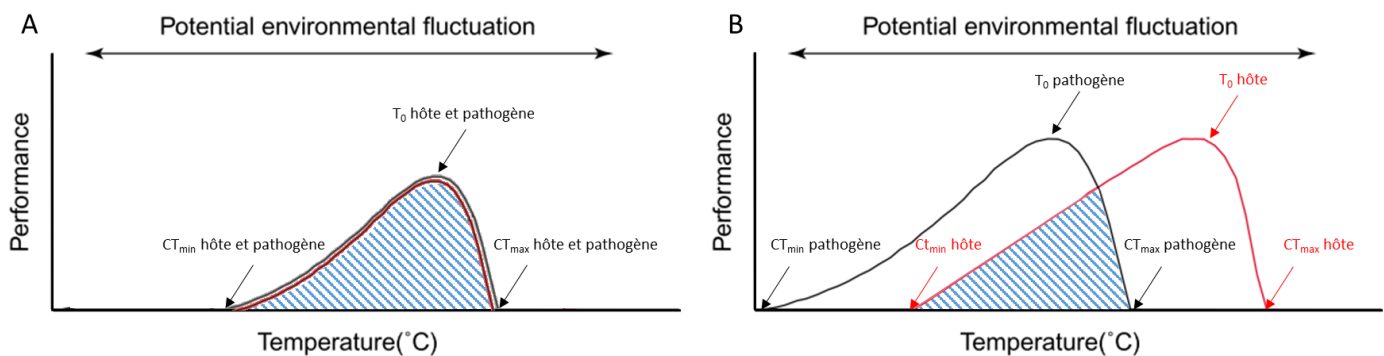 A
Potential environmental fluctuation
T₀ hôte et pathogène
CTmin hôte et pathogène
CTmax hôte et pathogène
Performance
Temperature(˚C)
B
Potential environmental fluctuation
T₀ pathogène
T₀ hôte
CTmin pathogène
Ctmin hôte
CTmax pathogène
CTmax hôte
Performance
Temperature(˚C)